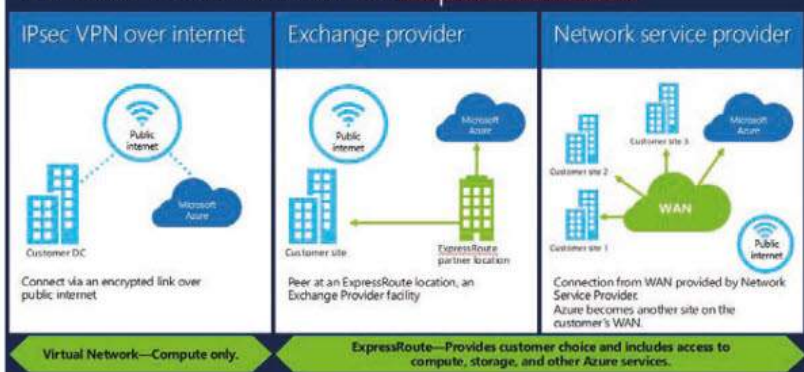 IPsec VPN over internet
Exchange provider
Network service provider
Public
internet
Microsoft
Azure
Customer DC
Connect via an encrypted link over
public internet
Public
internet
Microsoft
Azure
Customer site
ExpressRoute
partner location
Peer at an ExpressRoute location, an
Exchange Provider facility
Customer site 3
Microsoft
Azure
Customer site 2
WAN
Customer site 1
Public
internet
Connection from WAN provided by Network
Service Provider.
Azure becomes another site on the
customer's WAN.
Virtual Network—Compute only.
ExpressRoute—Provides customer choice and includes access to
compute, storage, and other Azure services.